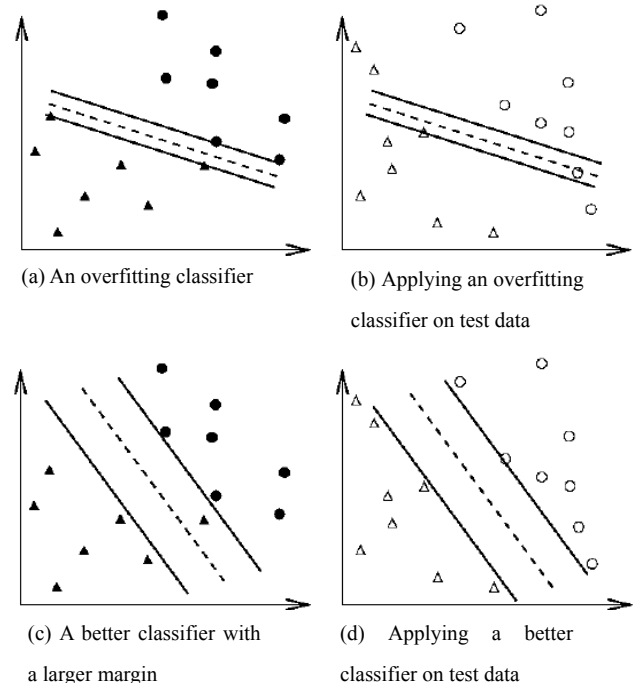 (a) An overfitting classifier
(b) Applying an overfitting
classifier on test data
(c) A better classifier with
a larger margin
(d) Applying a better
classifier on test data